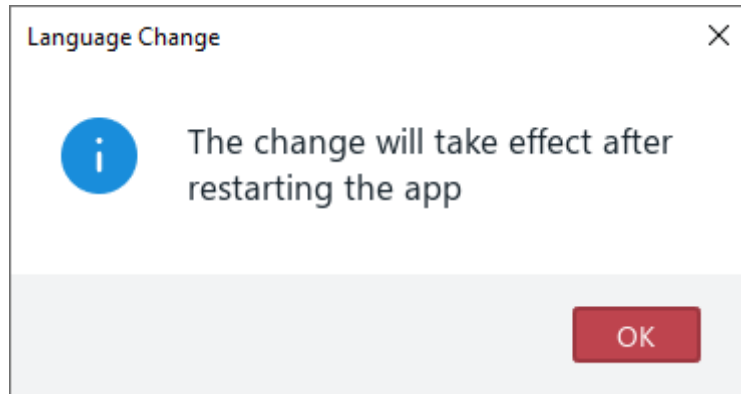 Language Change
The change will take effect after
restarting the app
OK